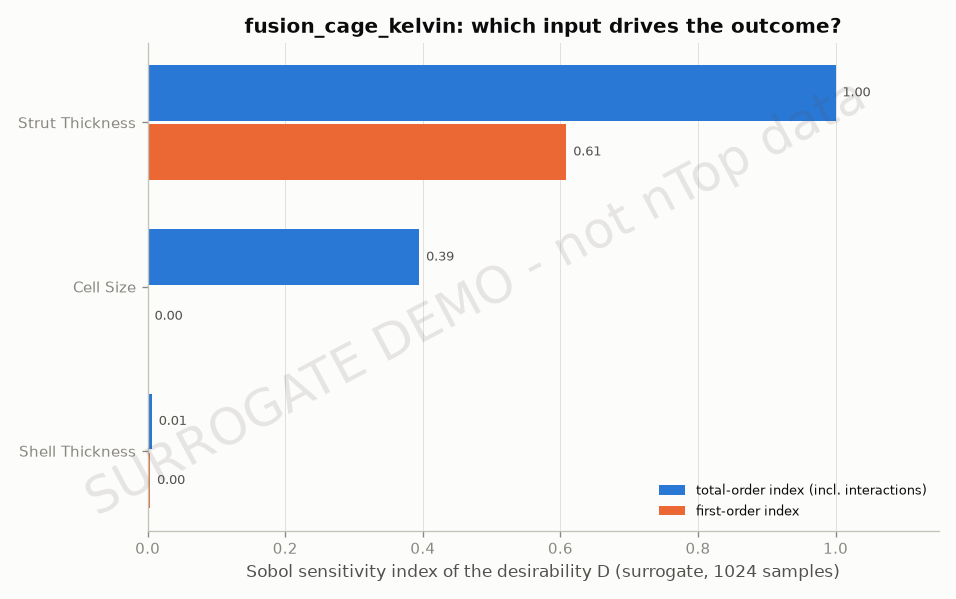 fusion_cage_kelvin: which input drives the outcome?
Strut Thickness
1.00
0.61
Cell Size
0.39
0.00
Shell Thickness
0.01
0.00
SURROGATE DEMO - not nTop data
total-order index (incl. interactions)
first-order index
0.0 0.2 0.4 0.6 0.8 1.0
Sobol sensitivity index of the desirability D (surrogate, 1024 samples)